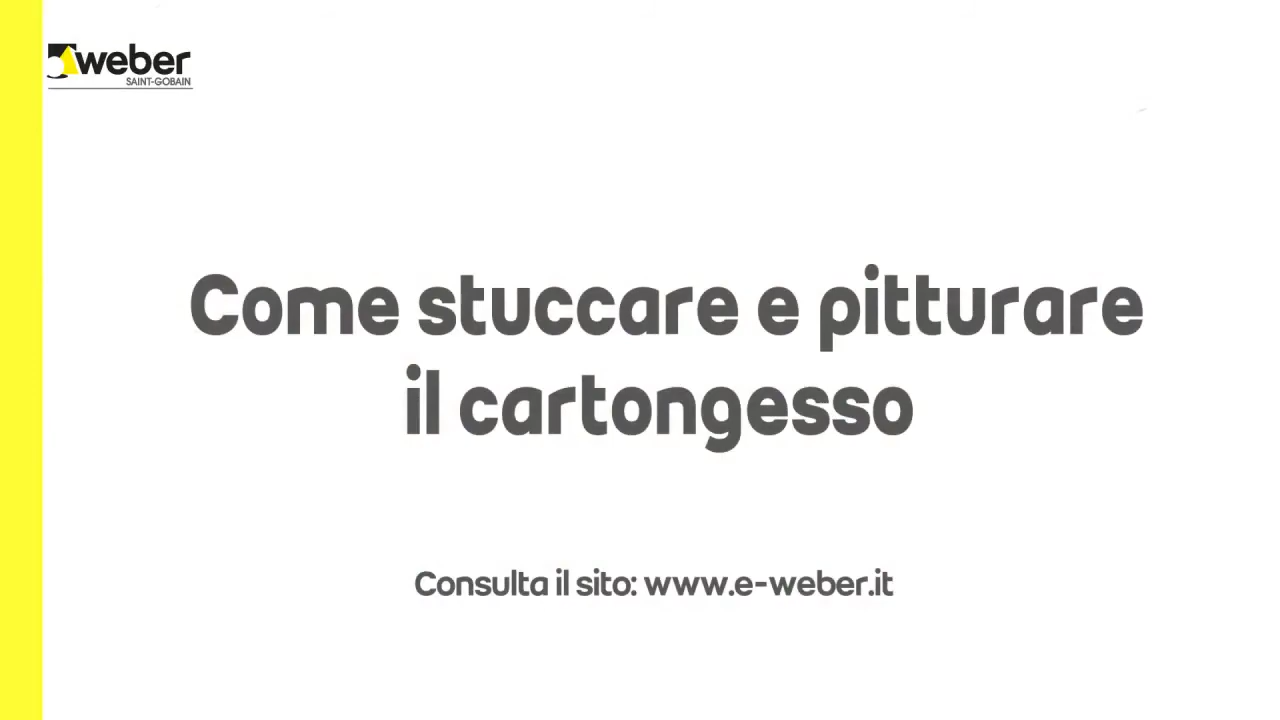 weber
SAINT-GOBAIN
Come stuccare e pitturare
il cartongesso
Consulta il sito: www.e-weber.it